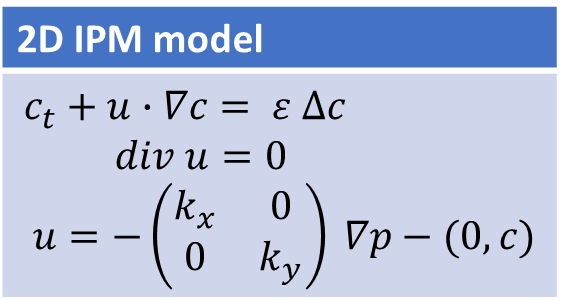 2D IPM model
c_t + u · ∇c = ε Δc
div u = 0
u = −(k_x 0 0 k_y) ∇p − (0, c)